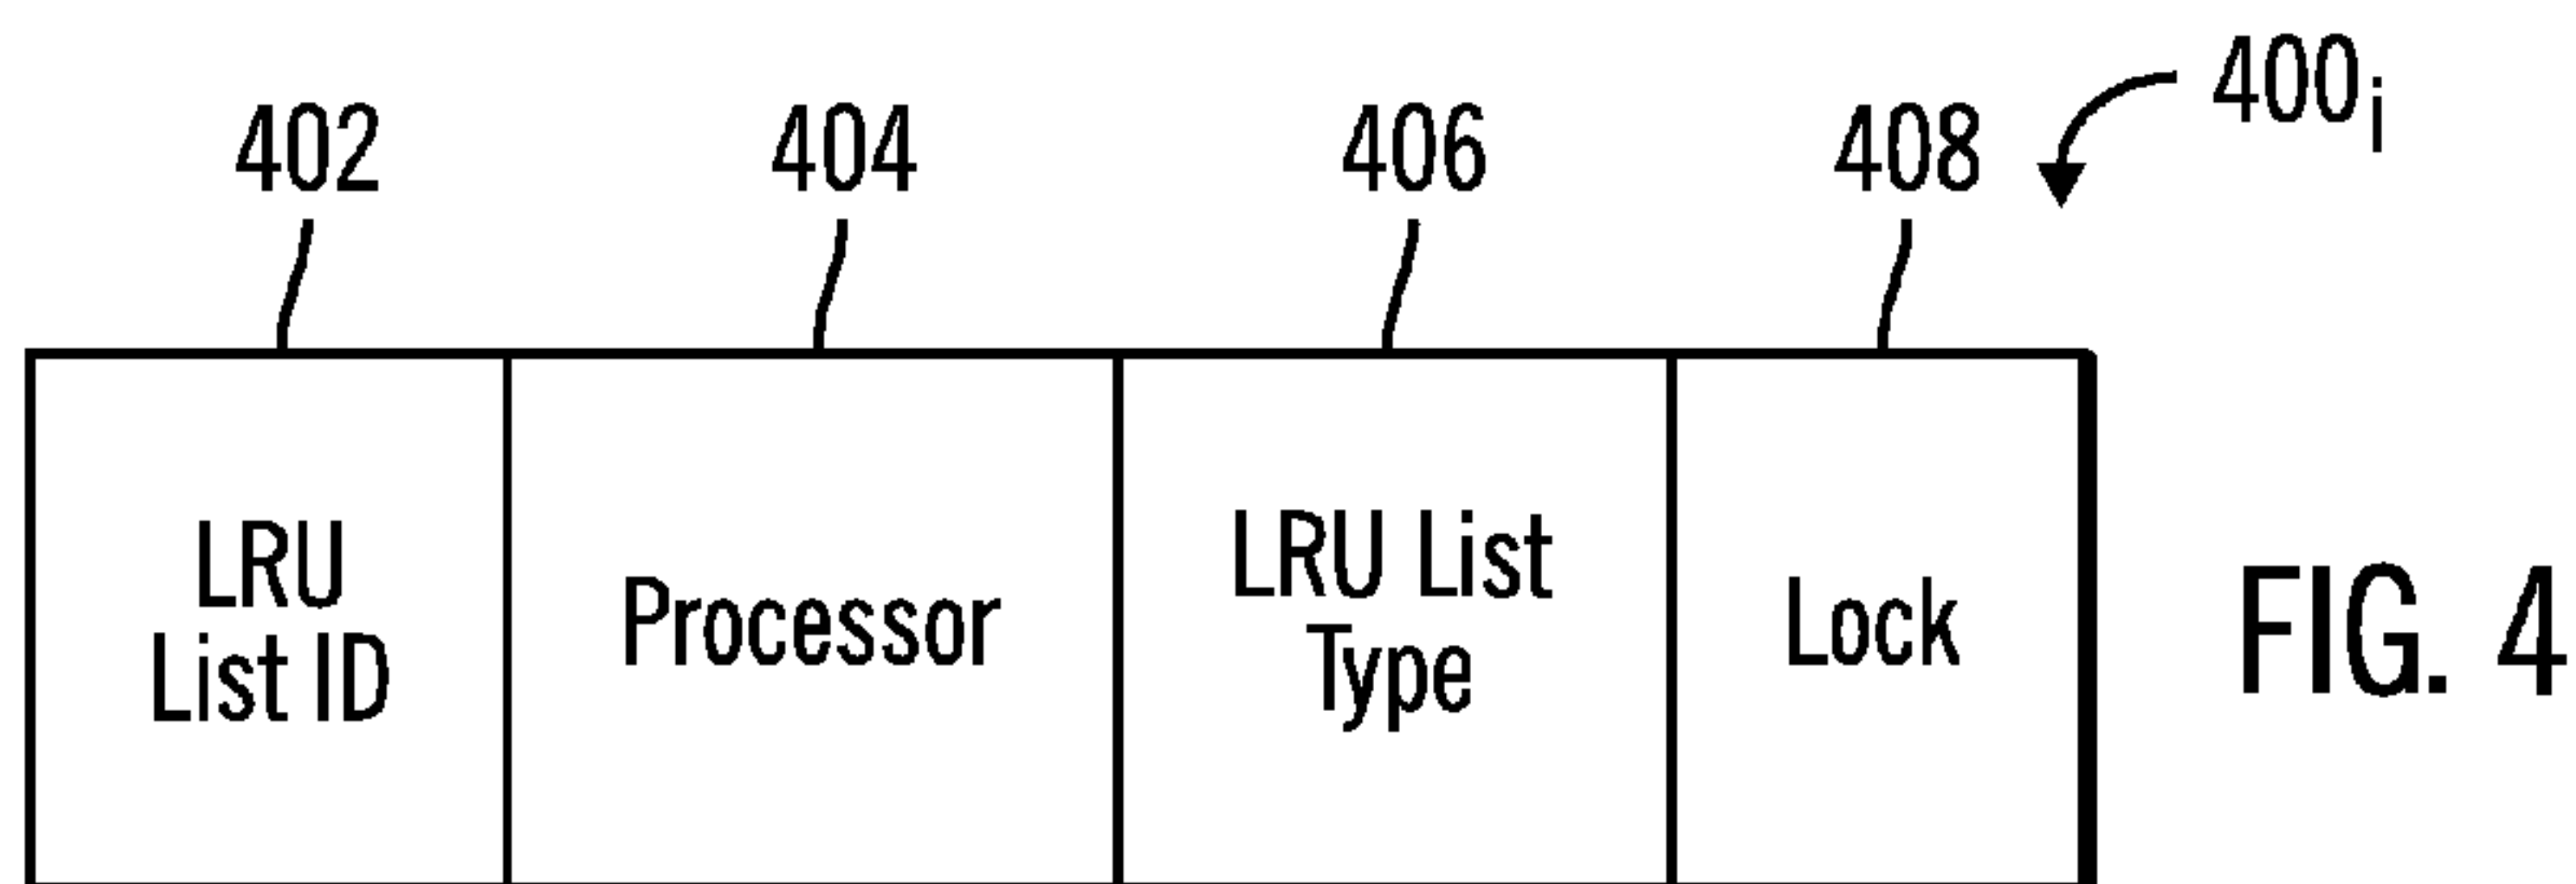 400i
402 404 406 408
LRU
List ID
Processor
LRU List
Type
Lock
FIG. 4